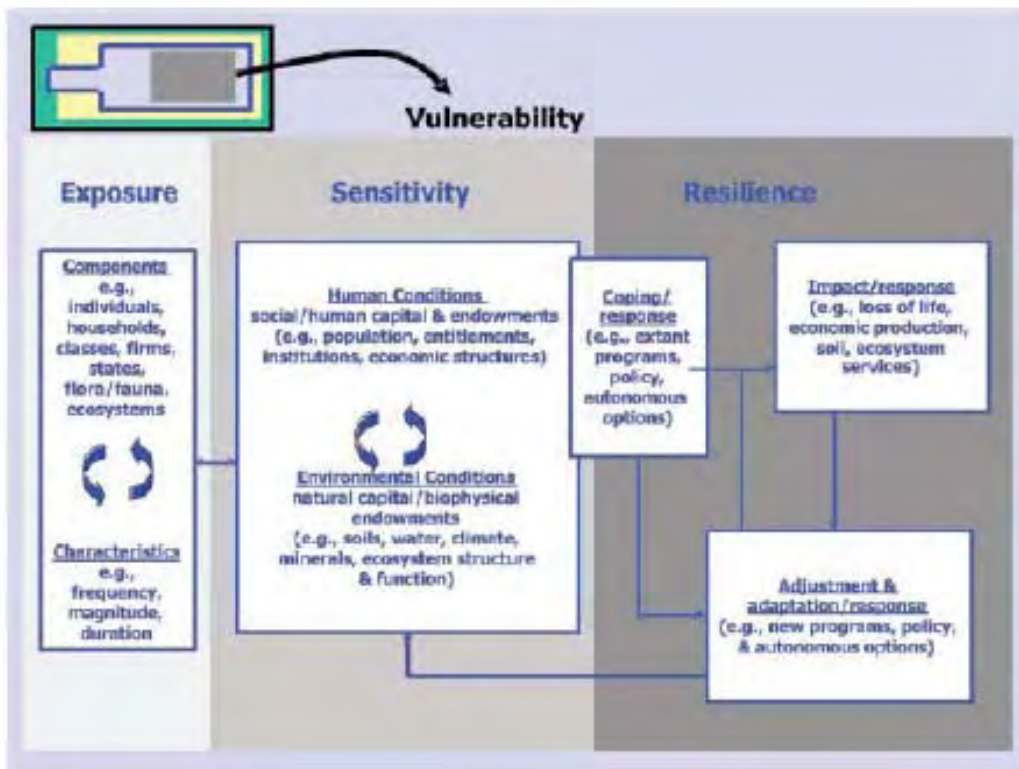 Vulnerability
Exposure
Sensitivity
Resilience
Components
e.g.,
individuals,
households,
classes, firms,
states,
flora/fauna,
ecosystems
Characteristics
e.g.,
frequency,
magnitude,
duration
Human Conditions
social/human capital & endowments
(e.g., population, entitlements,
institutions, economic structures)
Environmental Conditions
natural capital/biophysical
endowments
(e.g., soils, water, climate,
minerals, ecosystem structure
& function)
Coping/
response
(e.g., extant
programs,
policy,
autonomous
options)
Impact/response
(e.g., loss of life,
economic production,
soil, ecosystem
services)
Adjustment &
adaptation/response
(e.g., new programs, policy,
& autonomous options)